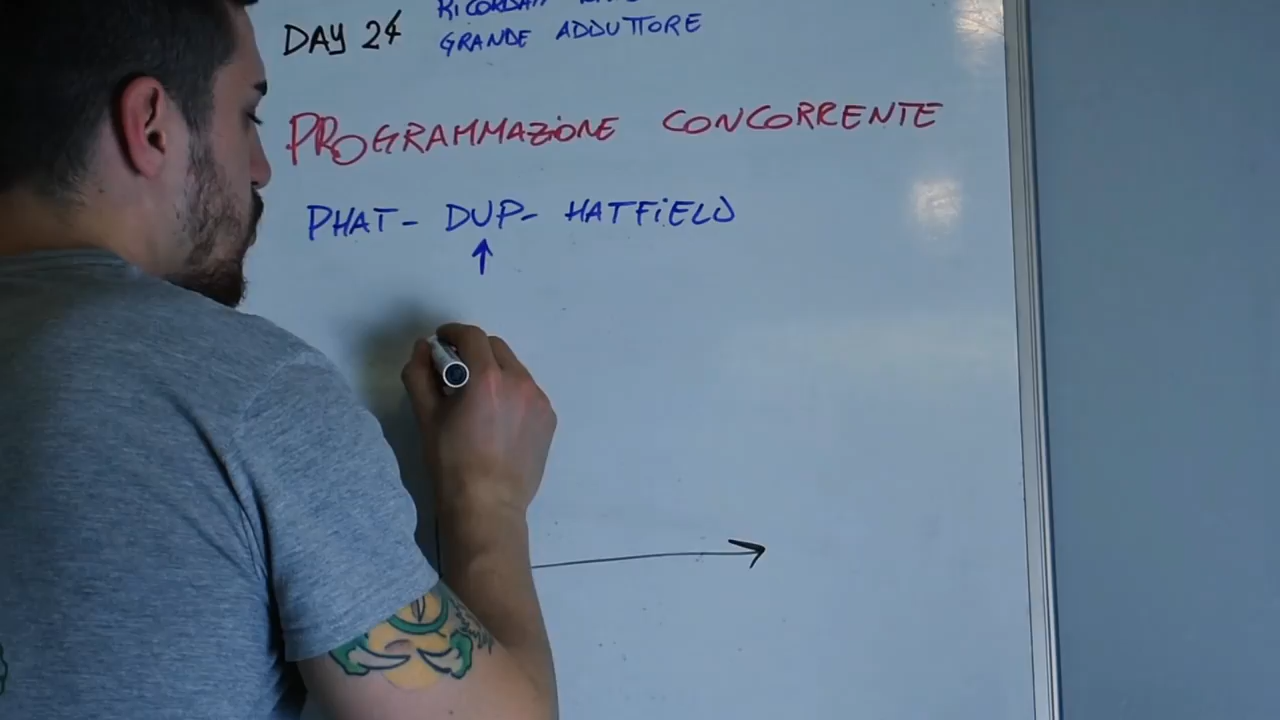 DAY 24
GRANDE ADDUTTORE
PROGRAMMAZIONE CONCORRENTE
PHAT- DUP- HATFIELD